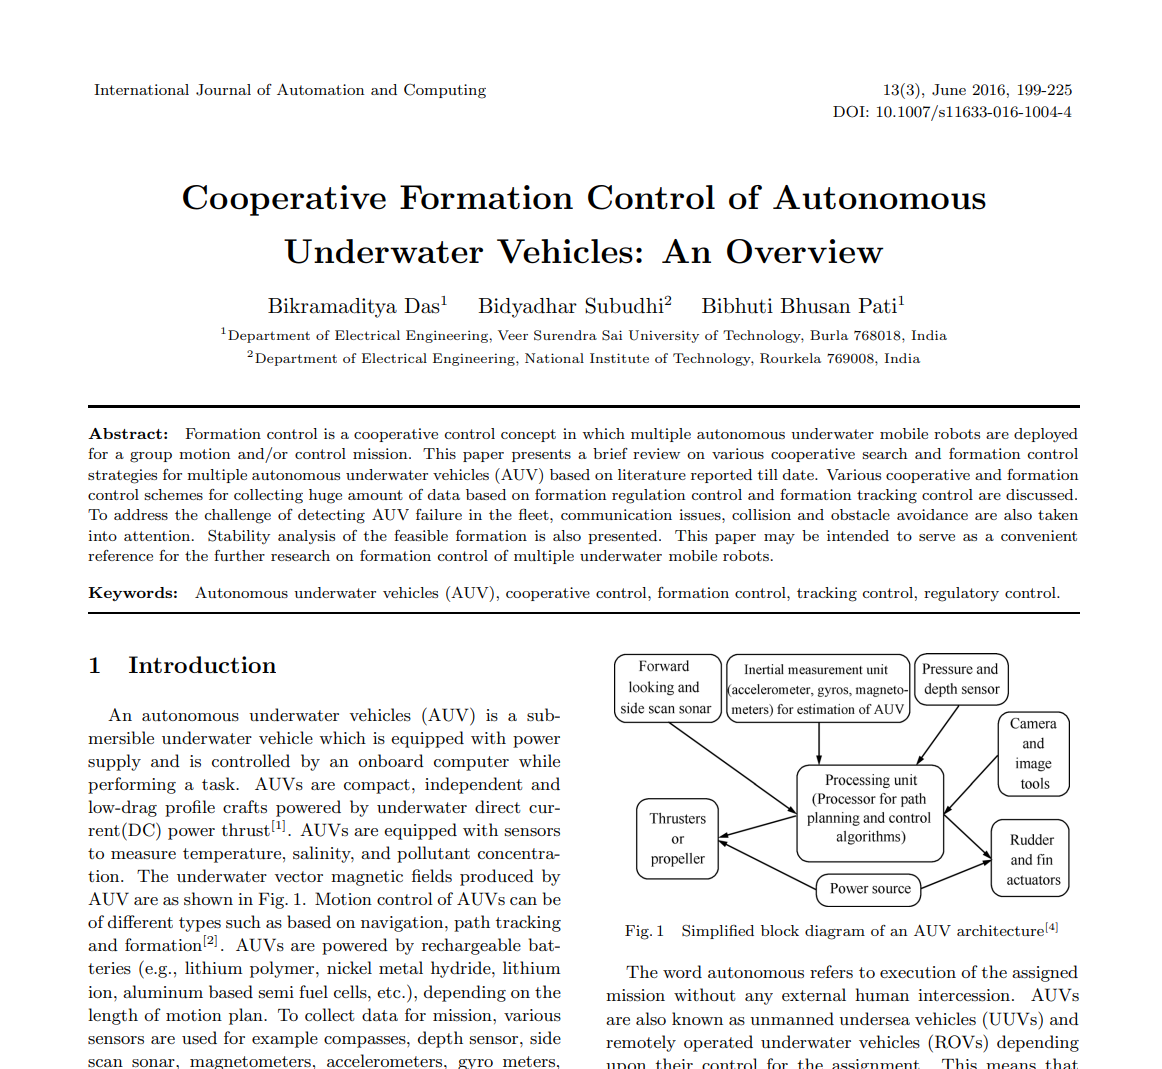 International Journal of Automation and Computing
13(3), June 2016, 199-225
DOI: 10.1007/s11633-016-1004-4
Cooperative Formation Control of Autonomous
Underwater Vehicles: An Overview
Bikramaditya Das1 Bidyadhar Subudhi2 Bibhuti Bhusan Pati1
1Department of Electrical Engineering, Veer Surendra Sai University of Technology, Burla 768018, India
2Department of Electrical Engineering, National Institute of Technology, Rourkela 769008, India
Abstract: Formation control is a cooperative control concept in which multiple autonomous underwater mobile robots are deployed
for a group motion and/or control mission. This paper presents a brief review on various cooperative search and formation control
strategies for multiple autonomous underwater vehicles (AUV) based on literature reported till date. Various cooperative and formation
control schemes for collecting huge amount of data based on formation regulation control and formation tracking control are discussed.
To address the challenge of detecting AUV failure in the fleet, communication issues, collision and obstacle avoidance are also taken
into attention. Stability analysis of the feasible formation is also presented. This paper may be intended to serve as a convenient
reference for the further research on formation control of multiple underwater mobile robots.
Keywords: Autonomous underwater vehicles (AUV), cooperative control, formation control, tracking control, regulatory control.
1 Introduction
An autonomous underwater vehicles (AUV) is a sub-
mersible underwater vehicle which is equipped with power
supply and is controlled by an onboard computer while
performing a task. AUVs are compact, independent and
low-drag profile crafts powered by underwater direct cur-
rent(DC) power thrust[1]. AUVs are equipped with sensors
to measure temperature, salinity, and pollutant concentra-
tion. The underwater vector magnetic fields produced by
AUV are as shown in Fig. 1. Motion control of AUVs can be
of different types such as based on navigation, path tracking
and formation[2]. AUVs are powered by rechargeable bat-
teries (e.g., lithium polymer, nickel metal hydride, lithium
ion, aluminum based semi fuel cells, etc.), depending on the
length of motion plan. To collect data for mission, various
sensors are used for example compasses, depth sensor, side
scan sonar, magnetometers, accelerometers, gyro meters,
Forward
looking and
side scan sonar
Inertial measurement unit
(accelerometer, gyros, magneto-
meters) for estimation of AUV
Pressure and
depth sensor
Camera
and
image
tools
Processing unit
(Processor for path
planning and control
algorithms)
Thrusters
or
propeller
Rudder
and fin
actuators
Power source
Fig. 1 Simplified block diagram of an AUV architecture[4]
The word autonomous refers to execution of the assigned
mission without any external human intercession. AUVs
are also known as unmanned undersea vehicles (UUVs) and
remotely operated underwater vehicles (ROVs) depending
upon their control for the assignment. This means that